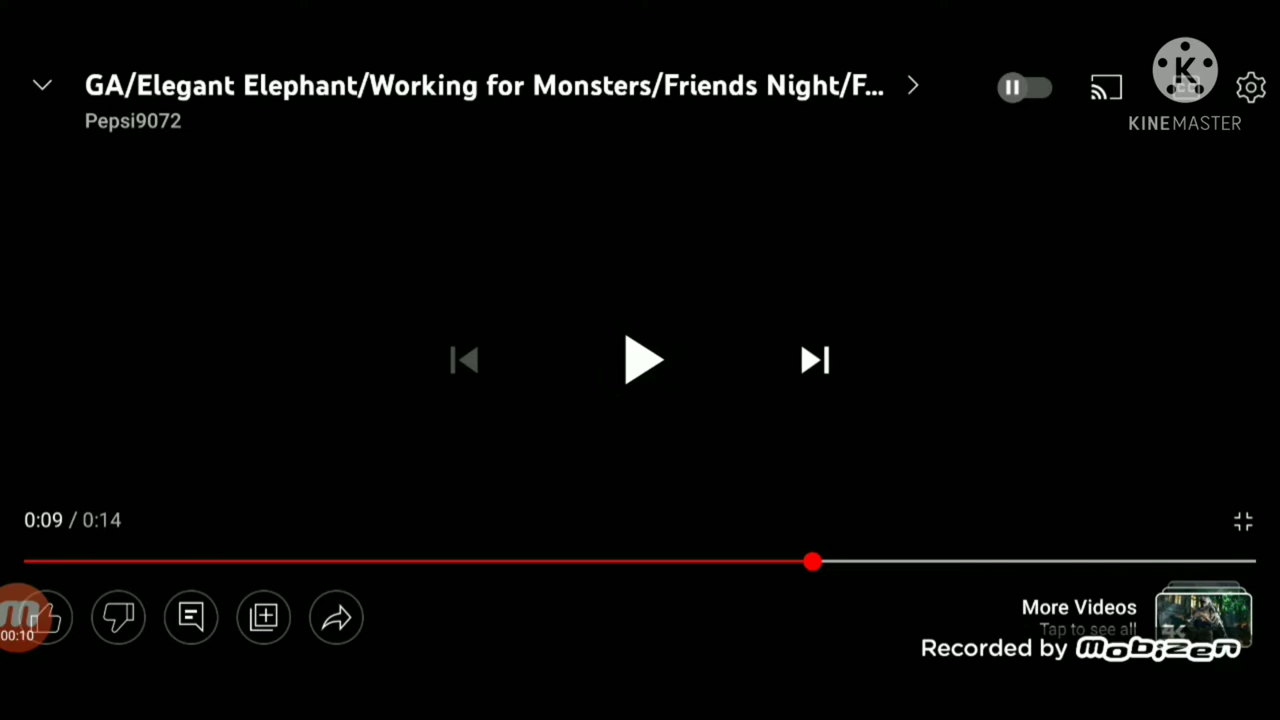 GA/Elegant Elephant/Working for Monsters/Friends Night/F...
Pepsi9072
K
KINEMASTER
0:09 / 0:14
00:10
More Videos
Tap to see all
Recorded by mobizen